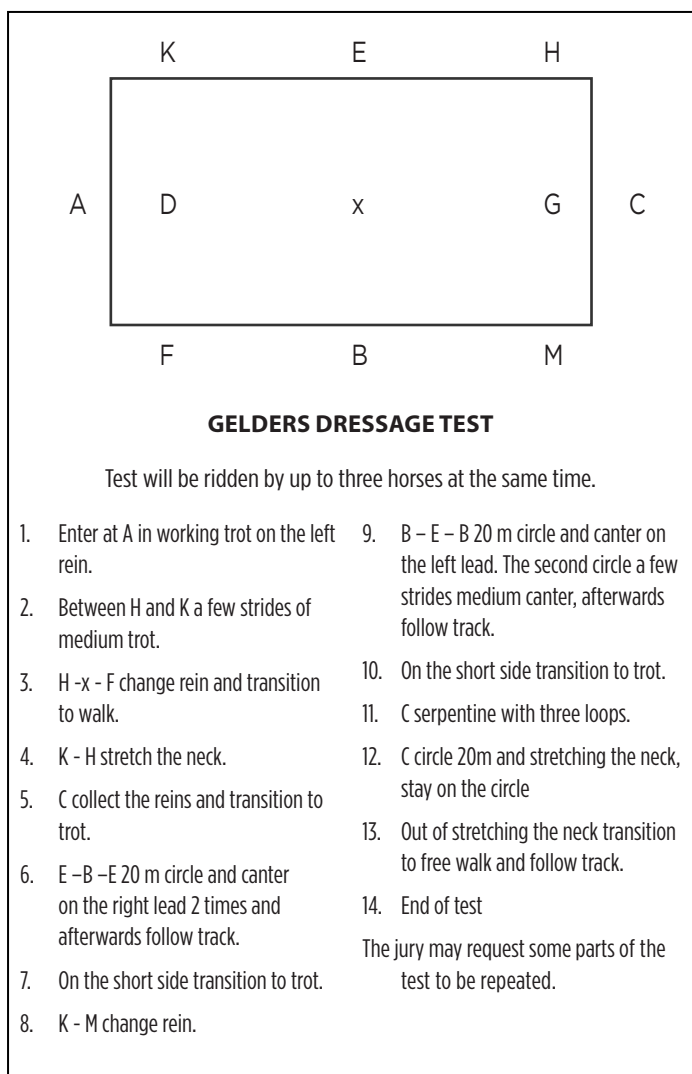 K E H
A D x G C
F B M
GELDERS DRESSAGE TEST
Test will be ridden by up to three horses at the same time.
1. Enter at A in working trot on the left
rein.
2. Between H and K a few strides of
medium trot.
3. H -x - F change rein and transition
to walk.
4. K - H stretch the neck.
5. C collect the reins and transition to
trot.
6. E –B –E 20 m circle and canter
on the right lead 2 times and
afterwards follow track.
7. On the short side transition to trot.
8. K - M change rein.
9. B – E – B 20 m circle and canter on
the left lead. The second circle a few
strides medium canter, afterwards
follow track.
10. On the short side transition to trot.
11. C serpentine with three loops.
12. C circle 20m and stretching the neck,
stay on the circle
13. Out of stretching the neck transition
to free walk and follow track.
14. End of test
The jury may request some parts of the
test to be repeated.